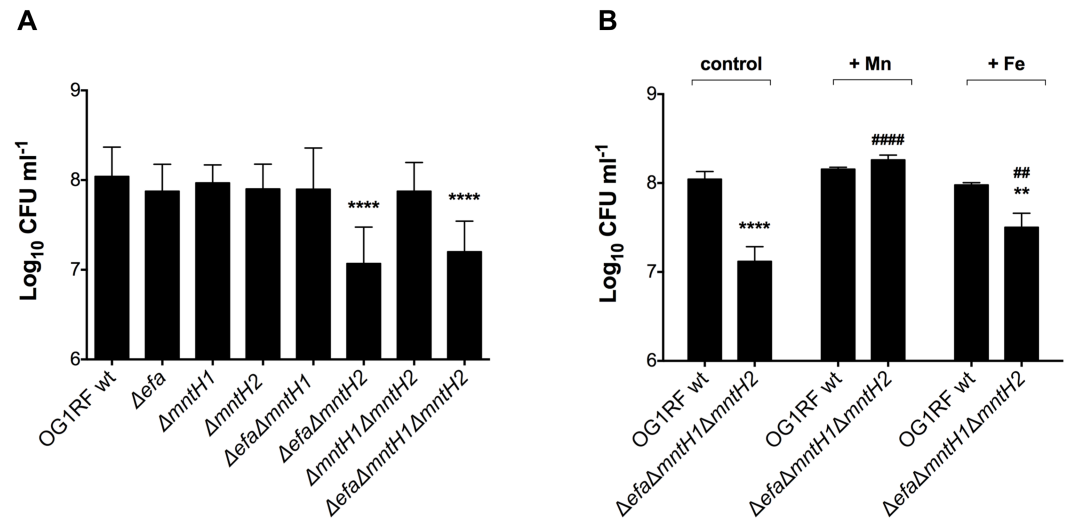 A
Log10 CFU ml-1
9
8
7
6
****
****
OG1RF wt
Δefa
ΔmntH1
ΔmntH2
ΔefaΔmntH1
ΔefaΔmntH2
ΔmntH1ΔmntH2
ΔefaΔmntH1ΔmntH2
B
control
+ Mn
+ Fe
Log10 CFU ml-1
9
8
7
6
****
####
##
**
OG1RF wt
ΔefaΔmntH1ΔmntH2
OG1RF wt
ΔefaΔmntH1ΔmntH2
OG1RF wt
ΔefaΔmntH1ΔmntH2